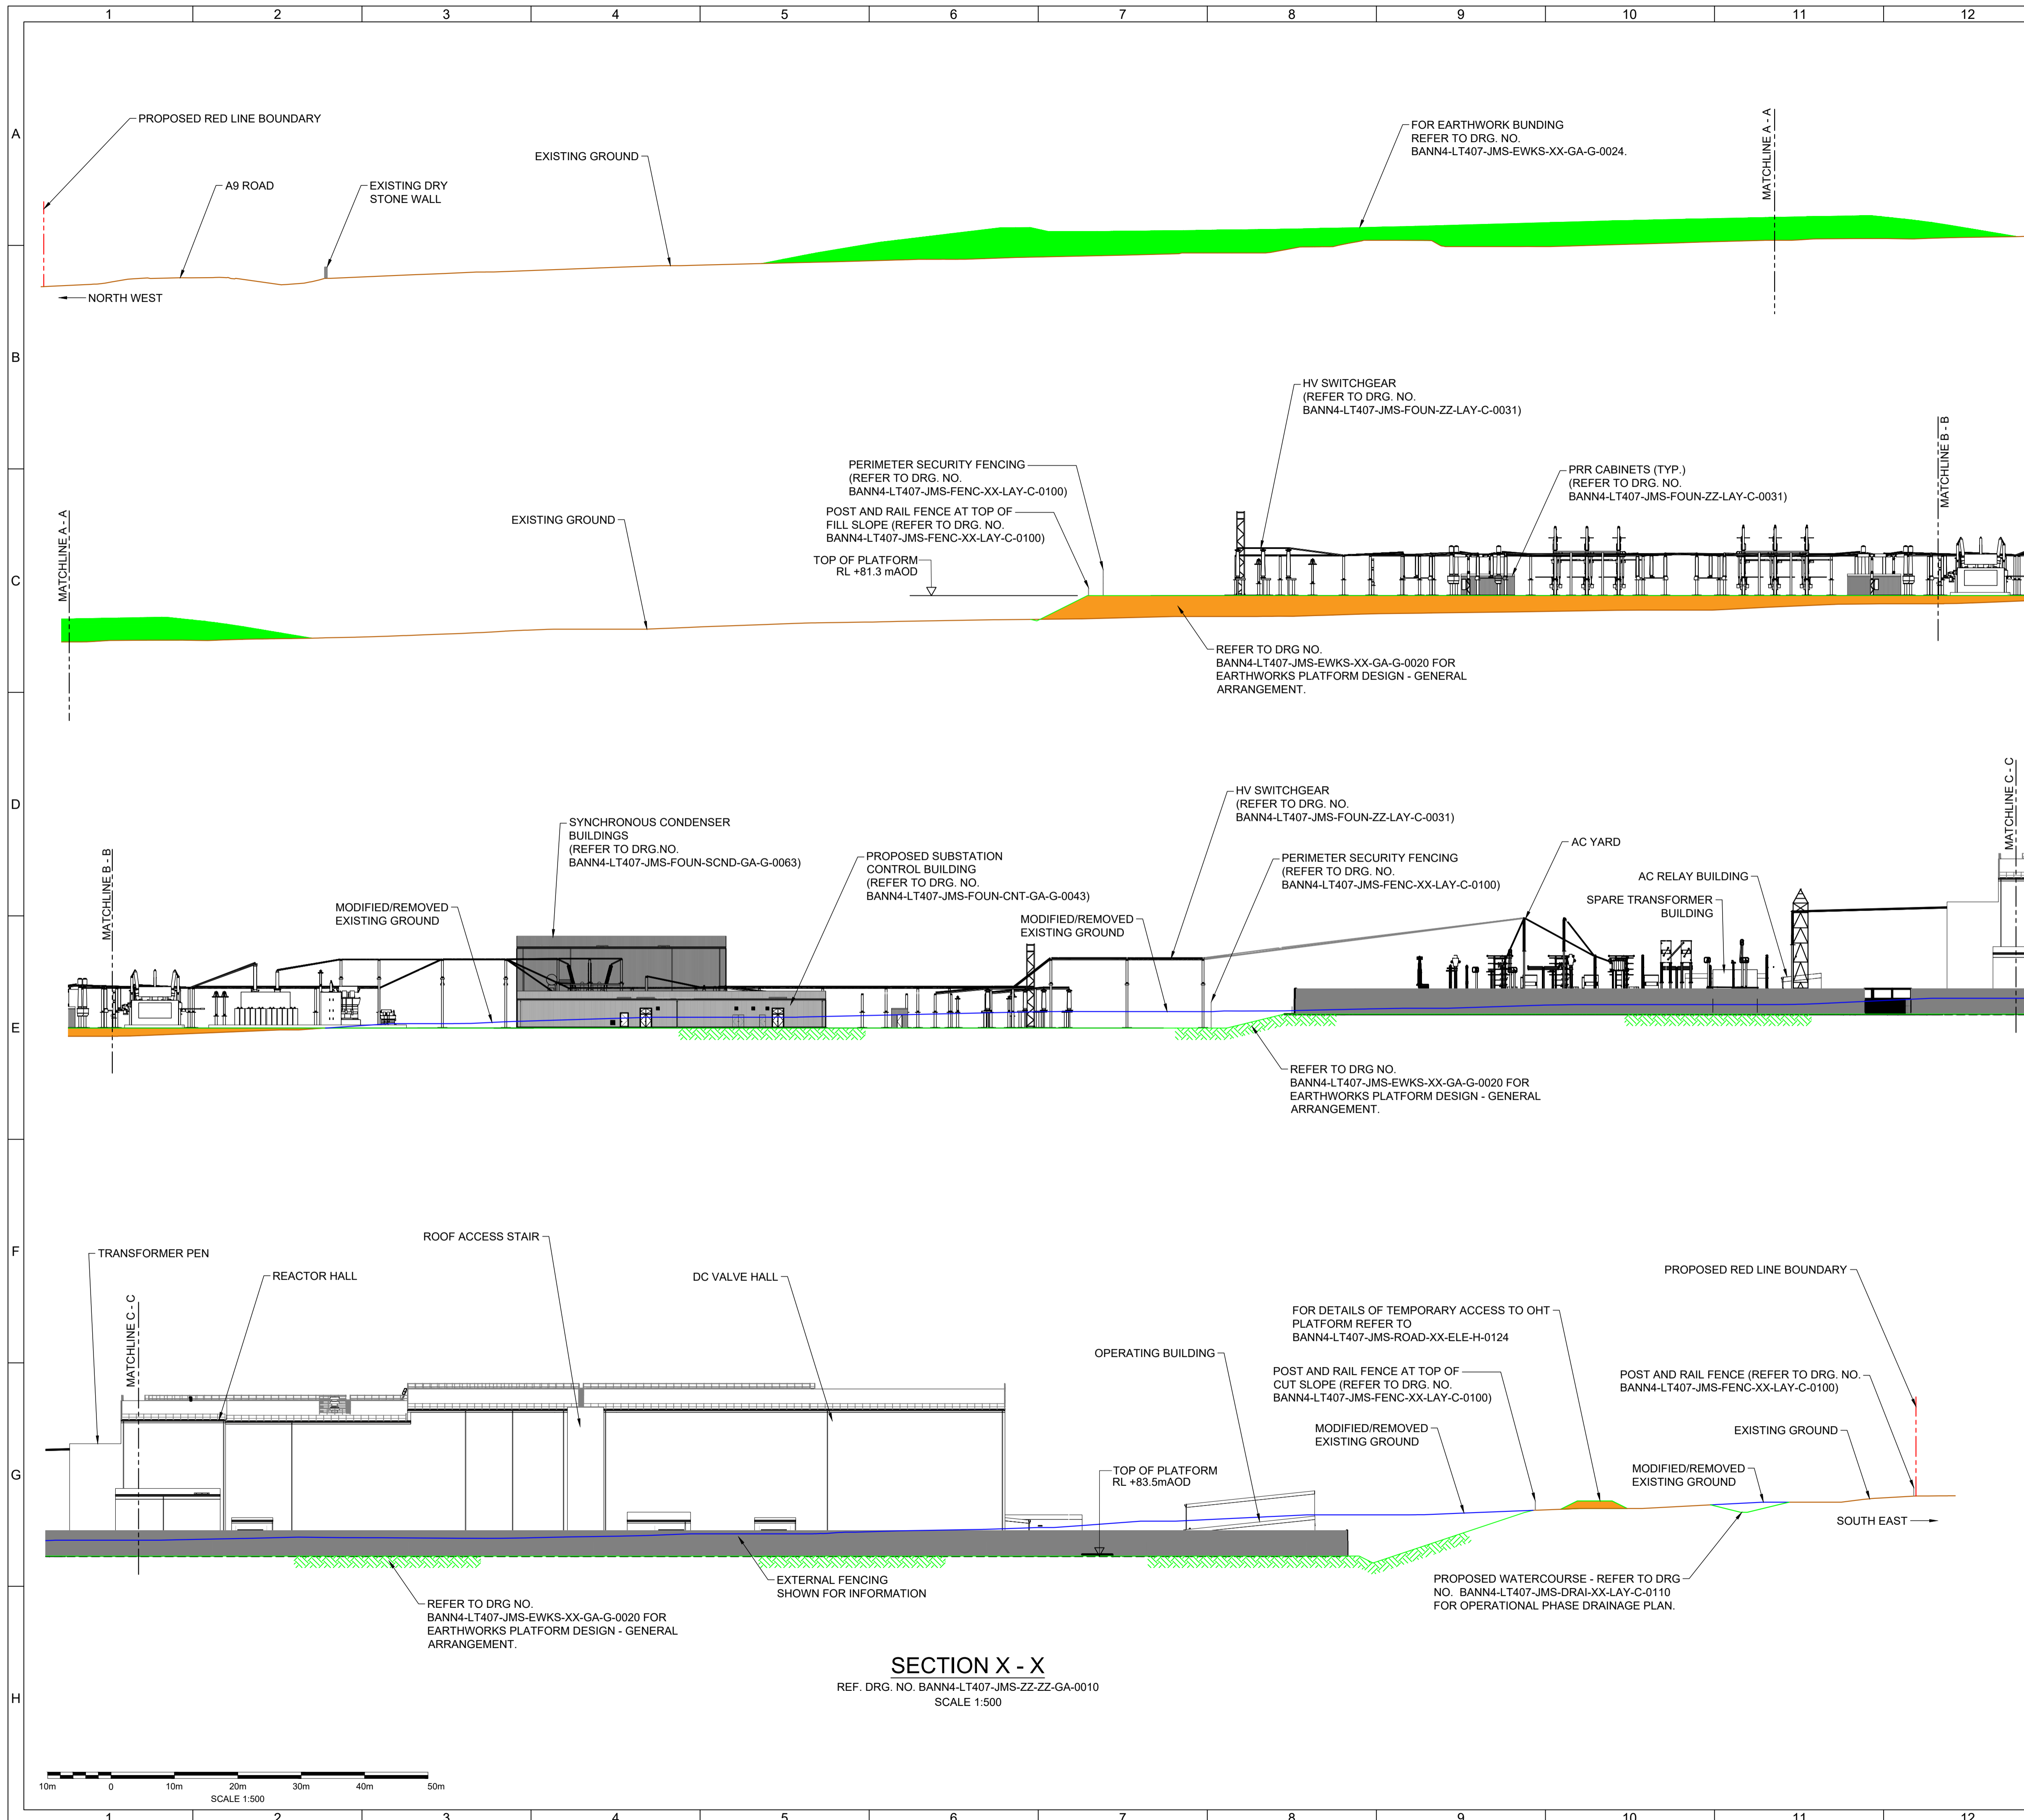 1 2 3 4 5 6 7 8 9 10 11 12
A
PROPOSED RED LINE BOUNDARY
A9 ROAD
EXISTING DRY
STONE WALL
EXISTING GROUND
FOR EARTHWORK BUNDING
REFER TO DRG. NO.
BANN4-LT407-JMS-EWKS-XX-GA-G-0024.
MATCHLINE A - A
NORTH WEST
B
HV SWITCHGEAR
(REFER TO DRG. NO.
BANN4-LT407-JMS-FOUN-ZZ-LAY-C-0031)
PERIMETER SECURITY FENCING
(REFER TO DRG. NO.
BANN4-LT407-JMS-FENC-XX-LAY-C-0100)
POST AND RAIL FENCE AT TOP OF
FILL SLOPE (REFER TO DRG. NO.
BANN4-LT407-JMS-FENC-XX-LAY-C-0100)
TOP OF PLATFORM
RL +81.3 mAOD
PRR CABINETS (TYP.)
(REFER TO DRG. NO.
BANN4-LT407-JMS-FOUN-ZZ-LAY-C-0031)
MATCHLINE B - B
MATCHLINE A - A
EXISTING GROUND
C
REFER TO DRG NO.
BANN4-LT407-JMS-EWKS-XX-GA-G-0020 FOR
EARTHWORKS PLATFORM DESIGN - GENERAL
ARRANGEMENT.
D
MATCHLINE B - B
MODIFIED/REMOVED
EXISTING GROUND
SYNCHRONOUS CONDENSER
BUILDINGS
(REFER TO DRG.NO.
BANN4-LT407-JMS-FOUN-SCND-GA-G-0063)
PROPOSED SUBSTATION
CONTROL BUILDING
(REFER TO DRG. NO.
BANN4-LT407-JMS-FOUN-CNT-GA-G-0043)
MODIFIED/REMOVED
EXISTING GROUND
HV SWITCHGEAR
(REFER TO DRG. NO.
BANN4-LT407-JMS-FOUN-ZZ-LAY-C-0031)
PERIMETER SECURITY FENCING
(REFER TO DRG. NO.
BANN4-LT407-JMS-FENC-XX-LAY-C-0100)
AC YARD
AC RELAY BUILDING
SPARE TRANSFORMER
BUILDING
MATCHLINE C - C
E
REFER TO DRG NO.
BANN4-LT407-JMS-EWKS-XX-GA-G-0020 FOR
EARTHWORKS PLATFORM DESIGN - GENERAL
ARRANGEMENT.
F
TRANSFORMER PEN
MATCHLINE C - C
REACTOR HALL
ROOF ACCESS STAIR
DC VALVE HALL
OPERATING BUILDING
TOP OF PLATFORM
RL +83.5mAOD
FOR DETAILS OF TEMPORARY ACCESS TO OHT
PLATFORM REFER TO
BANN4-LT407-JMS-ROAD-XX-ELE-H-0124
POST AND RAIL FENCE AT TOP OF
CUT SLOPE (REFER TO DRG. NO.
BANN4-LT407-JMS-FENC-XX-LAY-C-0100)
MODIFIED/REMOVED
EXISTING GROUND
PROPOSED RED LINE BOUNDARY
POST AND RAIL FENCE (REFER TO DRG. NO.
BANN4-LT407-JMS-FENC-XX-LAY-C-0100)
EXISTING GROUND
MODIFIED/REMOVED
EXISTING GROUND
G
SOUTH EAST
EXTERNAL FENCING
SHOWN FOR INFORMATION
PROPOSED WATERCOURSE - REFER TO DRG
NO. BANN4-LT407-JMS-DRAI-XX-LAY-C-0110
FOR OPERATIONAL PHASE DRAINAGE PLAN.
REFER TO DRG NO.
BANN4-LT407-JMS-EWKS-XX-GA-G-0020 FOR
EARTHWORKS PLATFORM DESIGN - GENERAL
ARRANGEMENT.
SECTION X - X
REF. DRG. NO. BANN4-LT407-JMS-ZZ-ZZ-GA-0010
SCALE 1:500
H
10m 0 10m 20m 30m 40m 50m
SCALE 1:500
1 2 3 4 5 6 7 8 9 10 11 12